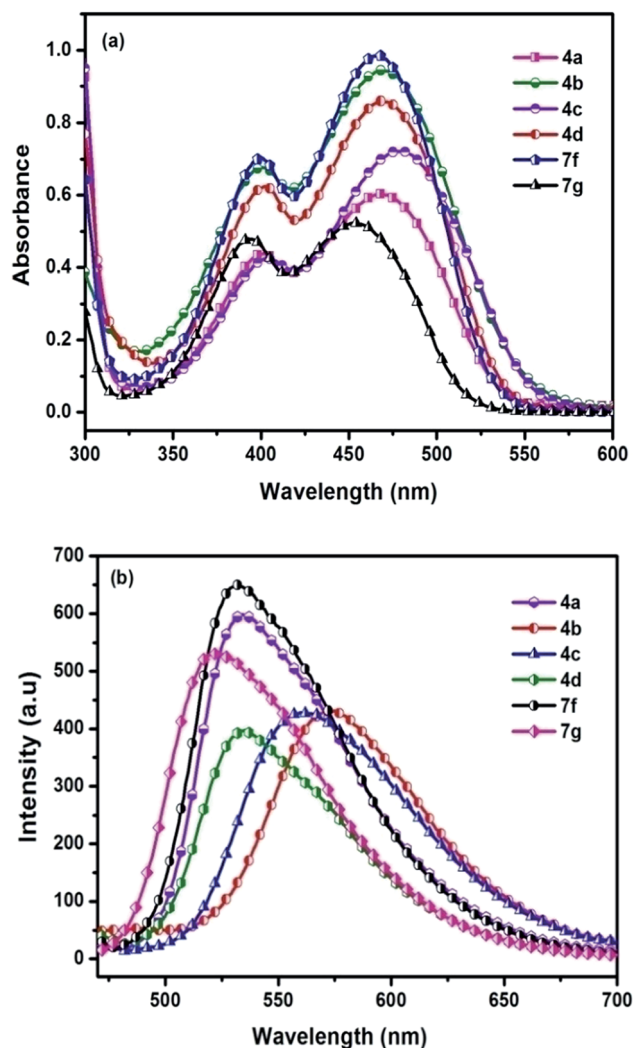 (a)
1.0
0.8
0.6
0.4
0.2
0.0
Absorbance
4a
4b
4c
4d
7f
7g
300 350 400 450 500 550 600
Wavelength (nm)
(b)
700
600
500
400
300
200
100
0
Intensity (a.u)
4a
4b
4c
4d
7f
7g
500 550 600 650 700
Wavelength (nm)